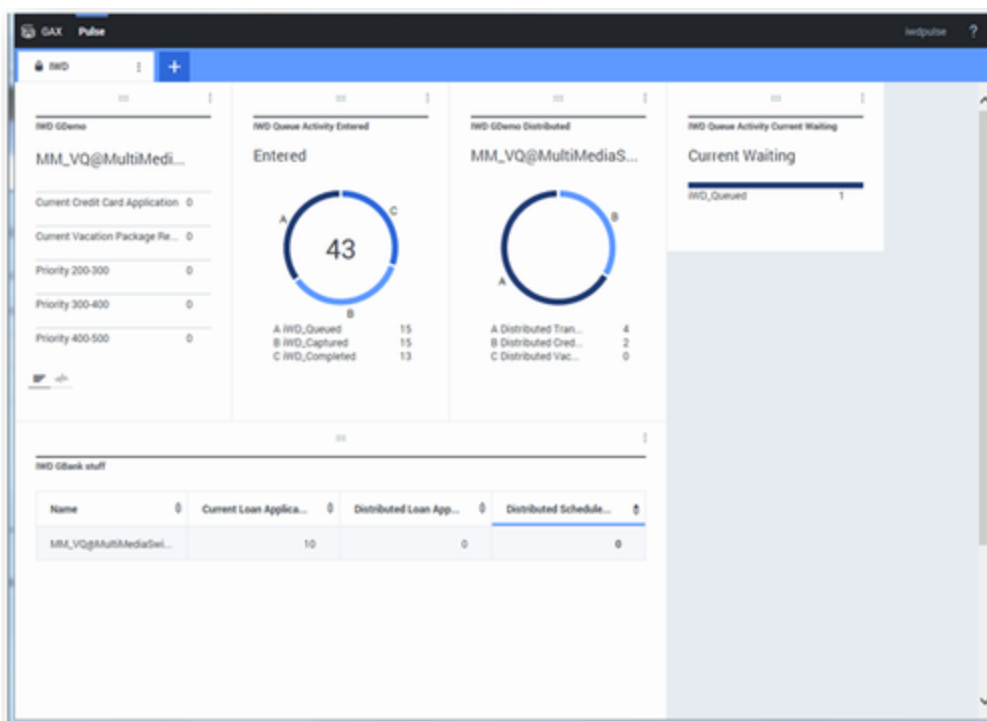 GAX Pulse iwdpulse ?
IWD +
IWD GDemo
MM_VQ@MultiMedi...
Current Credit Card Application 0
Current Vacation Package Re... 0
Priority 200-300 0
Priority 300-400 0
Priority 400-500 0
IWD Queue Activity Entered
Entered
A
C
43
B
A iWD_Queued 15
B iWD_Captured 15
C iWD_Completed 13
IWD GDemo Distributed
MM_VQ@MultiMediaS...
B
A
A Distributed Tran... 4
B Distributed Cred... 2
C Distributed Vac... 0
IWD Queue Activity Current Waiting
Current Waiting
iWD_Queued 1
IWD GBank stuff
Name Current Loan Applica... Distributed Loan App... Distributed Schedule...
MM_VQ@MultiMediaSwi... 10 0 0